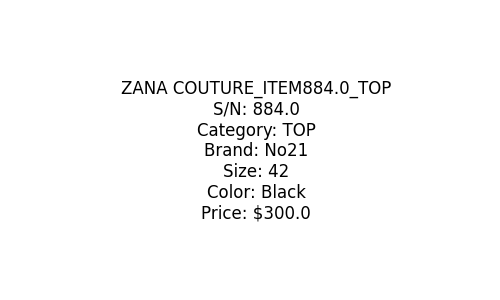 ZANA COUTURE_ITEM884.0_TOP
S/N: 884.0
Category: TOP
Brand: No21
Size: 42
Color: Black
Price: $300.0